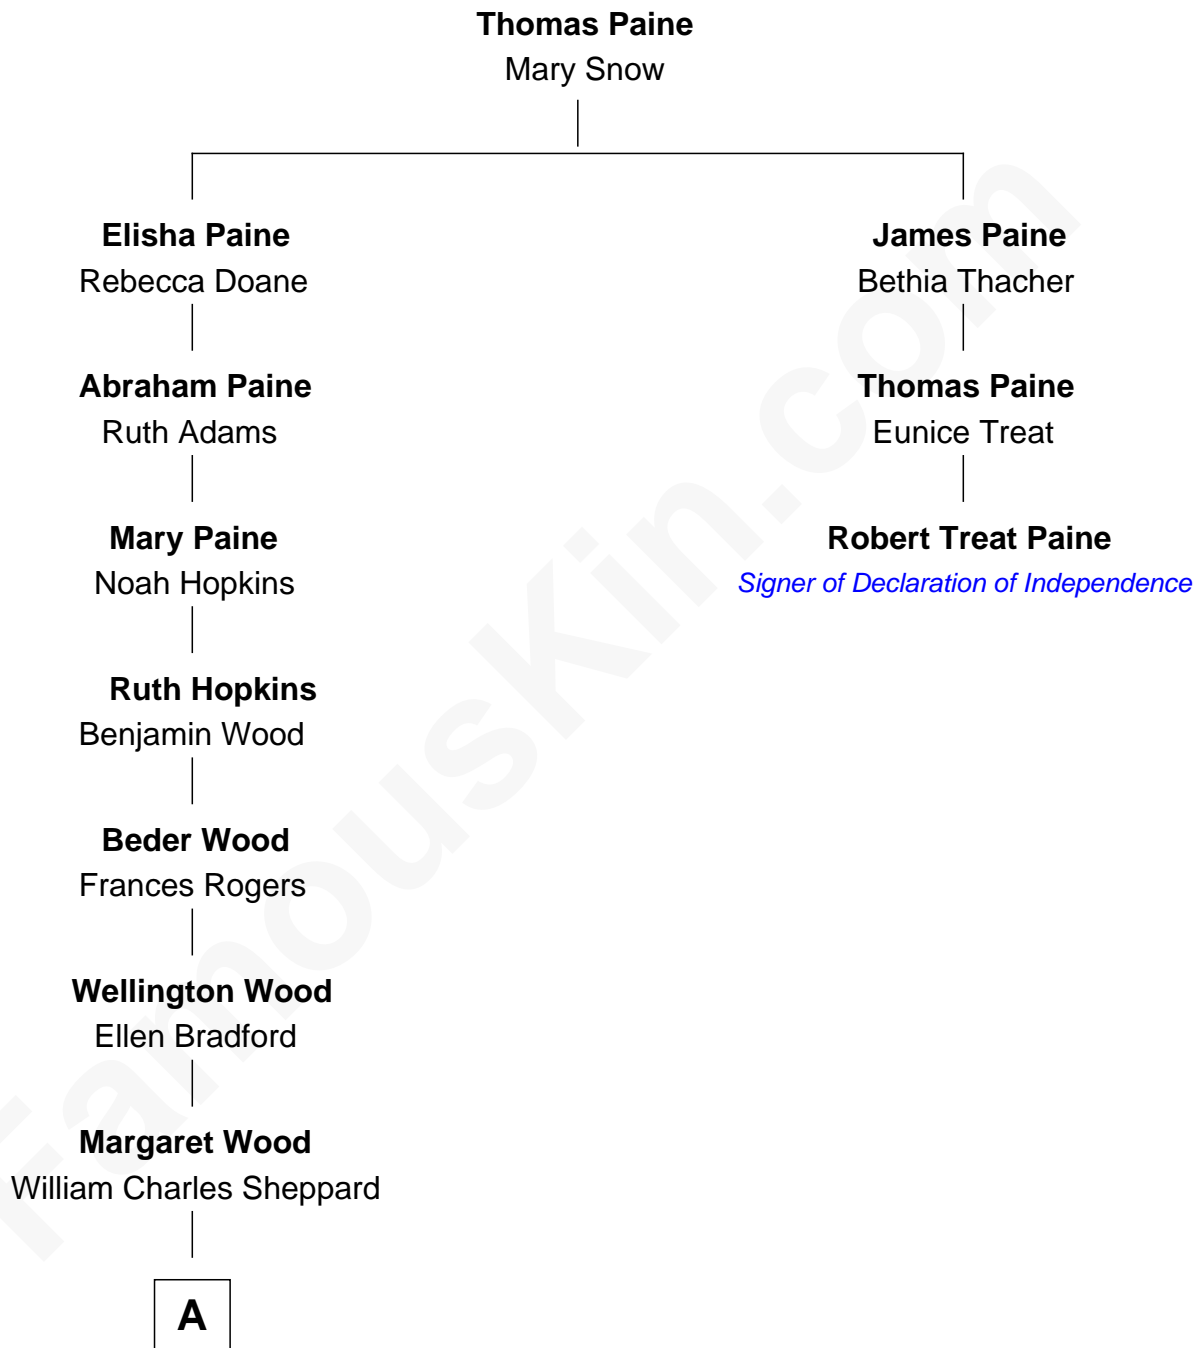 Thomas Paine
Mary Snow
Elisha Paine
Rebecca Doane
James Paine
Bethia Thacher
Abraham Paine
Ruth Adams
Thomas Paine
Eunice Treat
Mary Paine
Noah Hopkins
Robert Treat Paine
Signer of Declaration of Independence
Ruth Hopkins
Benjamin Wood
Beder Wood
Frances Rogers
Wellington Wood
Ellen Bradford
Margaret Wood
William Charles Sheppard
A
FamousKin.com